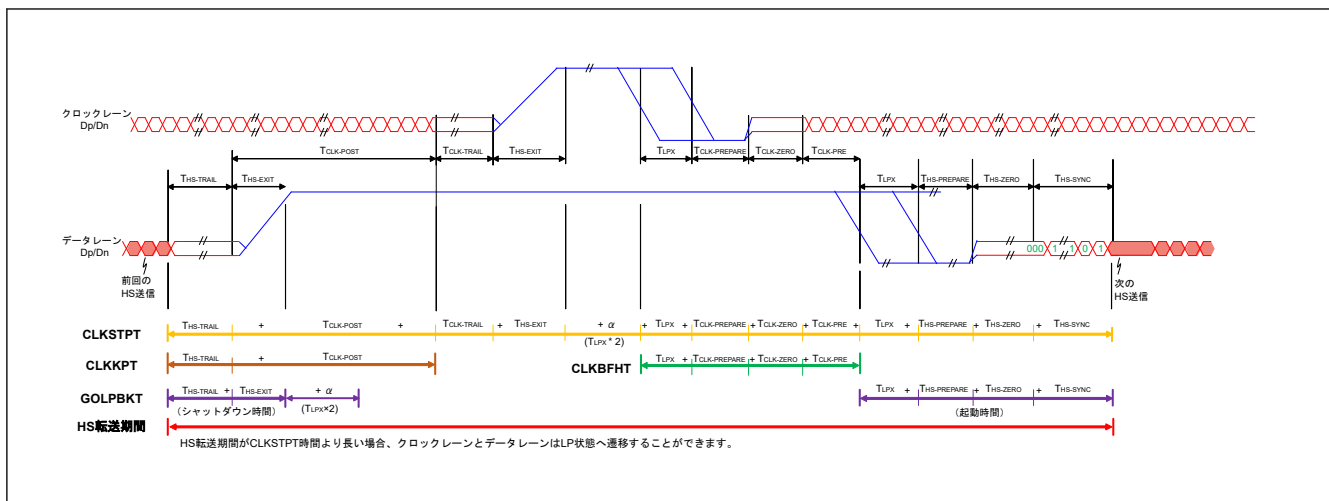 クロックレーン
Dp/Dn
TCLK-POST
TCLK-TRAIL
THS-EXIT
TLPX
TCLK-PREPARE
TCLK-ZERO
TCLK-PRE
THS-TRAIL
THS-EXIT
TLPX
THS-PREPARE
THS-ZERO
THS-SYNC
データレーン
Dp/Dn
000 1 1 0 1
前回の
HS送信
次の
HS送信
CLKSTPT
THS-TRAIL + TCLK-POST + TCLK-TRAIL + THS-EXIT + α + TLPX + TCLK-PREPARE + TCLK-ZERO + TCLK-PRE + TLPX + THS-PREPARE + THS-ZERO + THS-SYNC
(TLPX * 2)
CLKKPT
THS-TRAIL + TCLK-POST
CLKBFHT
TLPX + TCLK-PREPARE + TCLK-ZERO + TCLK-PRE
GOLPBKT
THS-TRAIL + THS-EXIT + α
TLPX + THS-PREPARE + THS-ZERO + THS-SYNC
(シャットダウン時間)
(TLPX×2)
(起動時間)
HS転送期間
HS転送期間がCLKSTPT時間より長い場合、クロックレーンとデータレーンはLP状態へ遷移することができます。